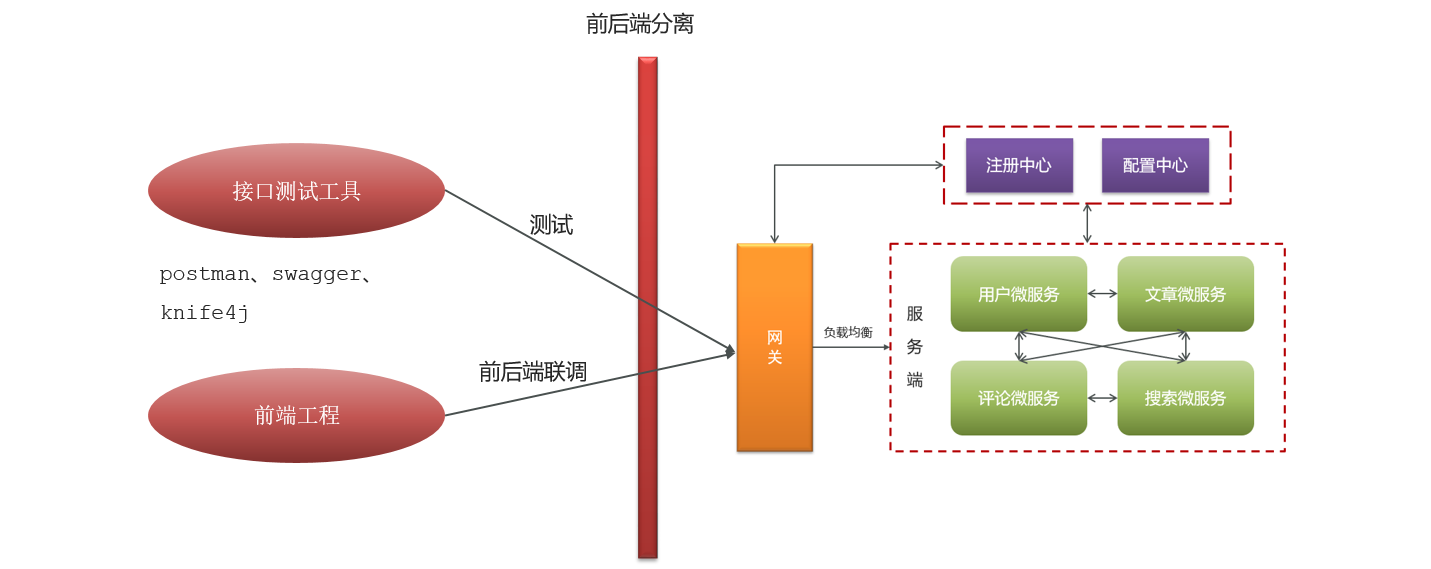 前后端分离
接口测试工具
测试
postman、swagger、
knife4j
前后端联调
前端工程
网
关
负载均衡
注册中心
配置中心
服
务
端
用户微服务
文章微服务
评论微服务
搜索微服务